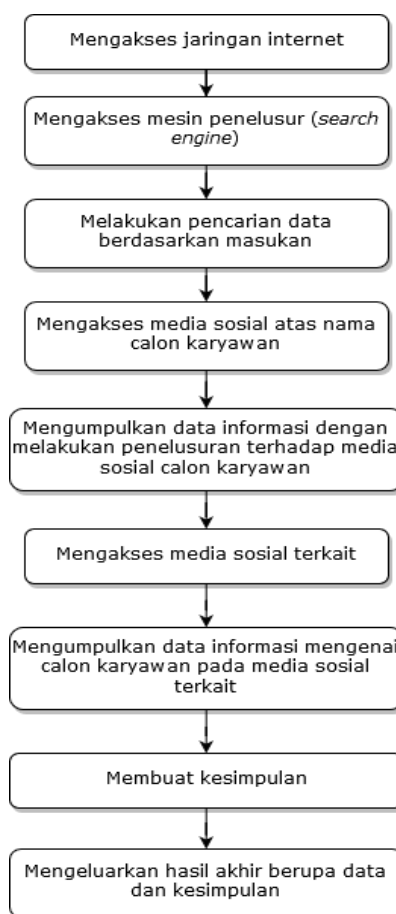 Mengakses jaringan internet
Mengakses mesin penelusur (search
engine)
Melakukan pencarian data
berdasarkan masukan
Mengakses media sosial atas nama
calon karyawan
Mengumpulkan data informasi dengan
melakukan penelusuran terhadap media
sosial calon karyawan
Mengakses media sosial terkait
Mengumpulkan data informasi mengenai
calon karyawan pada media sosial
terkait
Membuat kesimpulan
Mengeluarkan hasil akhir berupa data
dan kesimpulan